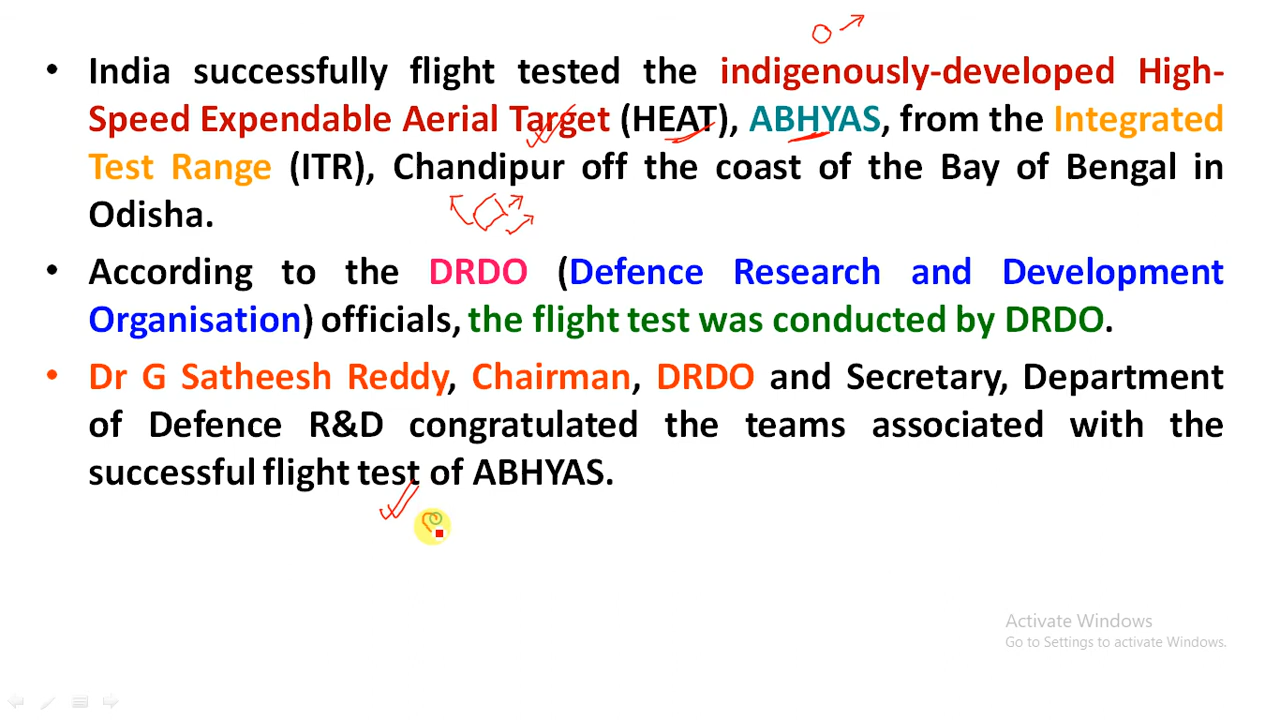 • India successfully flight tested the indigenously-developed High-
Speed Expendable Aerial Target (HEAT), ABHYAS, from the Integrated
Test Range (ITR), Chandipur off the coast of the Bay of Bengal in
Odisha.
• According to the DRDO (Defence Research and Development
Organisation) officials, the flight test was conducted by DRDO.
• Dr G Satheesh Reddy, Chairman, DRDO and Secretary, Department
of Defence R&D congratulated the teams associated with the
successful flight test of ABHYAS.
Activate Windows
Go to Settings to activate Windows.